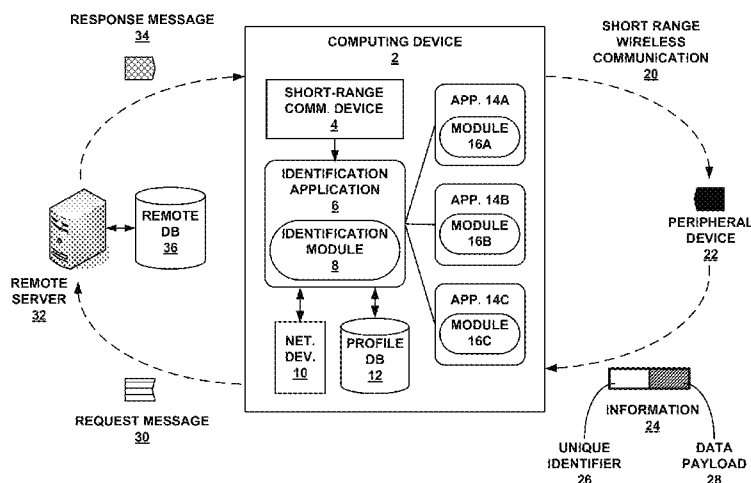 RESPONSE MESSAGE
34
COMPUTING DEVICE
2
SHORT RANGE
WIRELESS
COMMUNICATION
20
SHORT-RANGE
COMM. DEVICE
4
APP. 14A
MODULE
16A
IDENTIFICATION
APPLICATION
6
IDENTIFICATION
MODULE
8
APP. 14B
MODULE
16B
REMOTE
DB
36
REMOTE
SERVER
32
PERIPHERAL
DEVICE
22
APP. 14C
MODULE
16C
NET.
DEV.
10
PROFILE
DB
12
REQUEST MESSAGE
30
INFORMATION
24
UNIQUE
IDENTIFIER
26
DATA
PAYLOAD
28